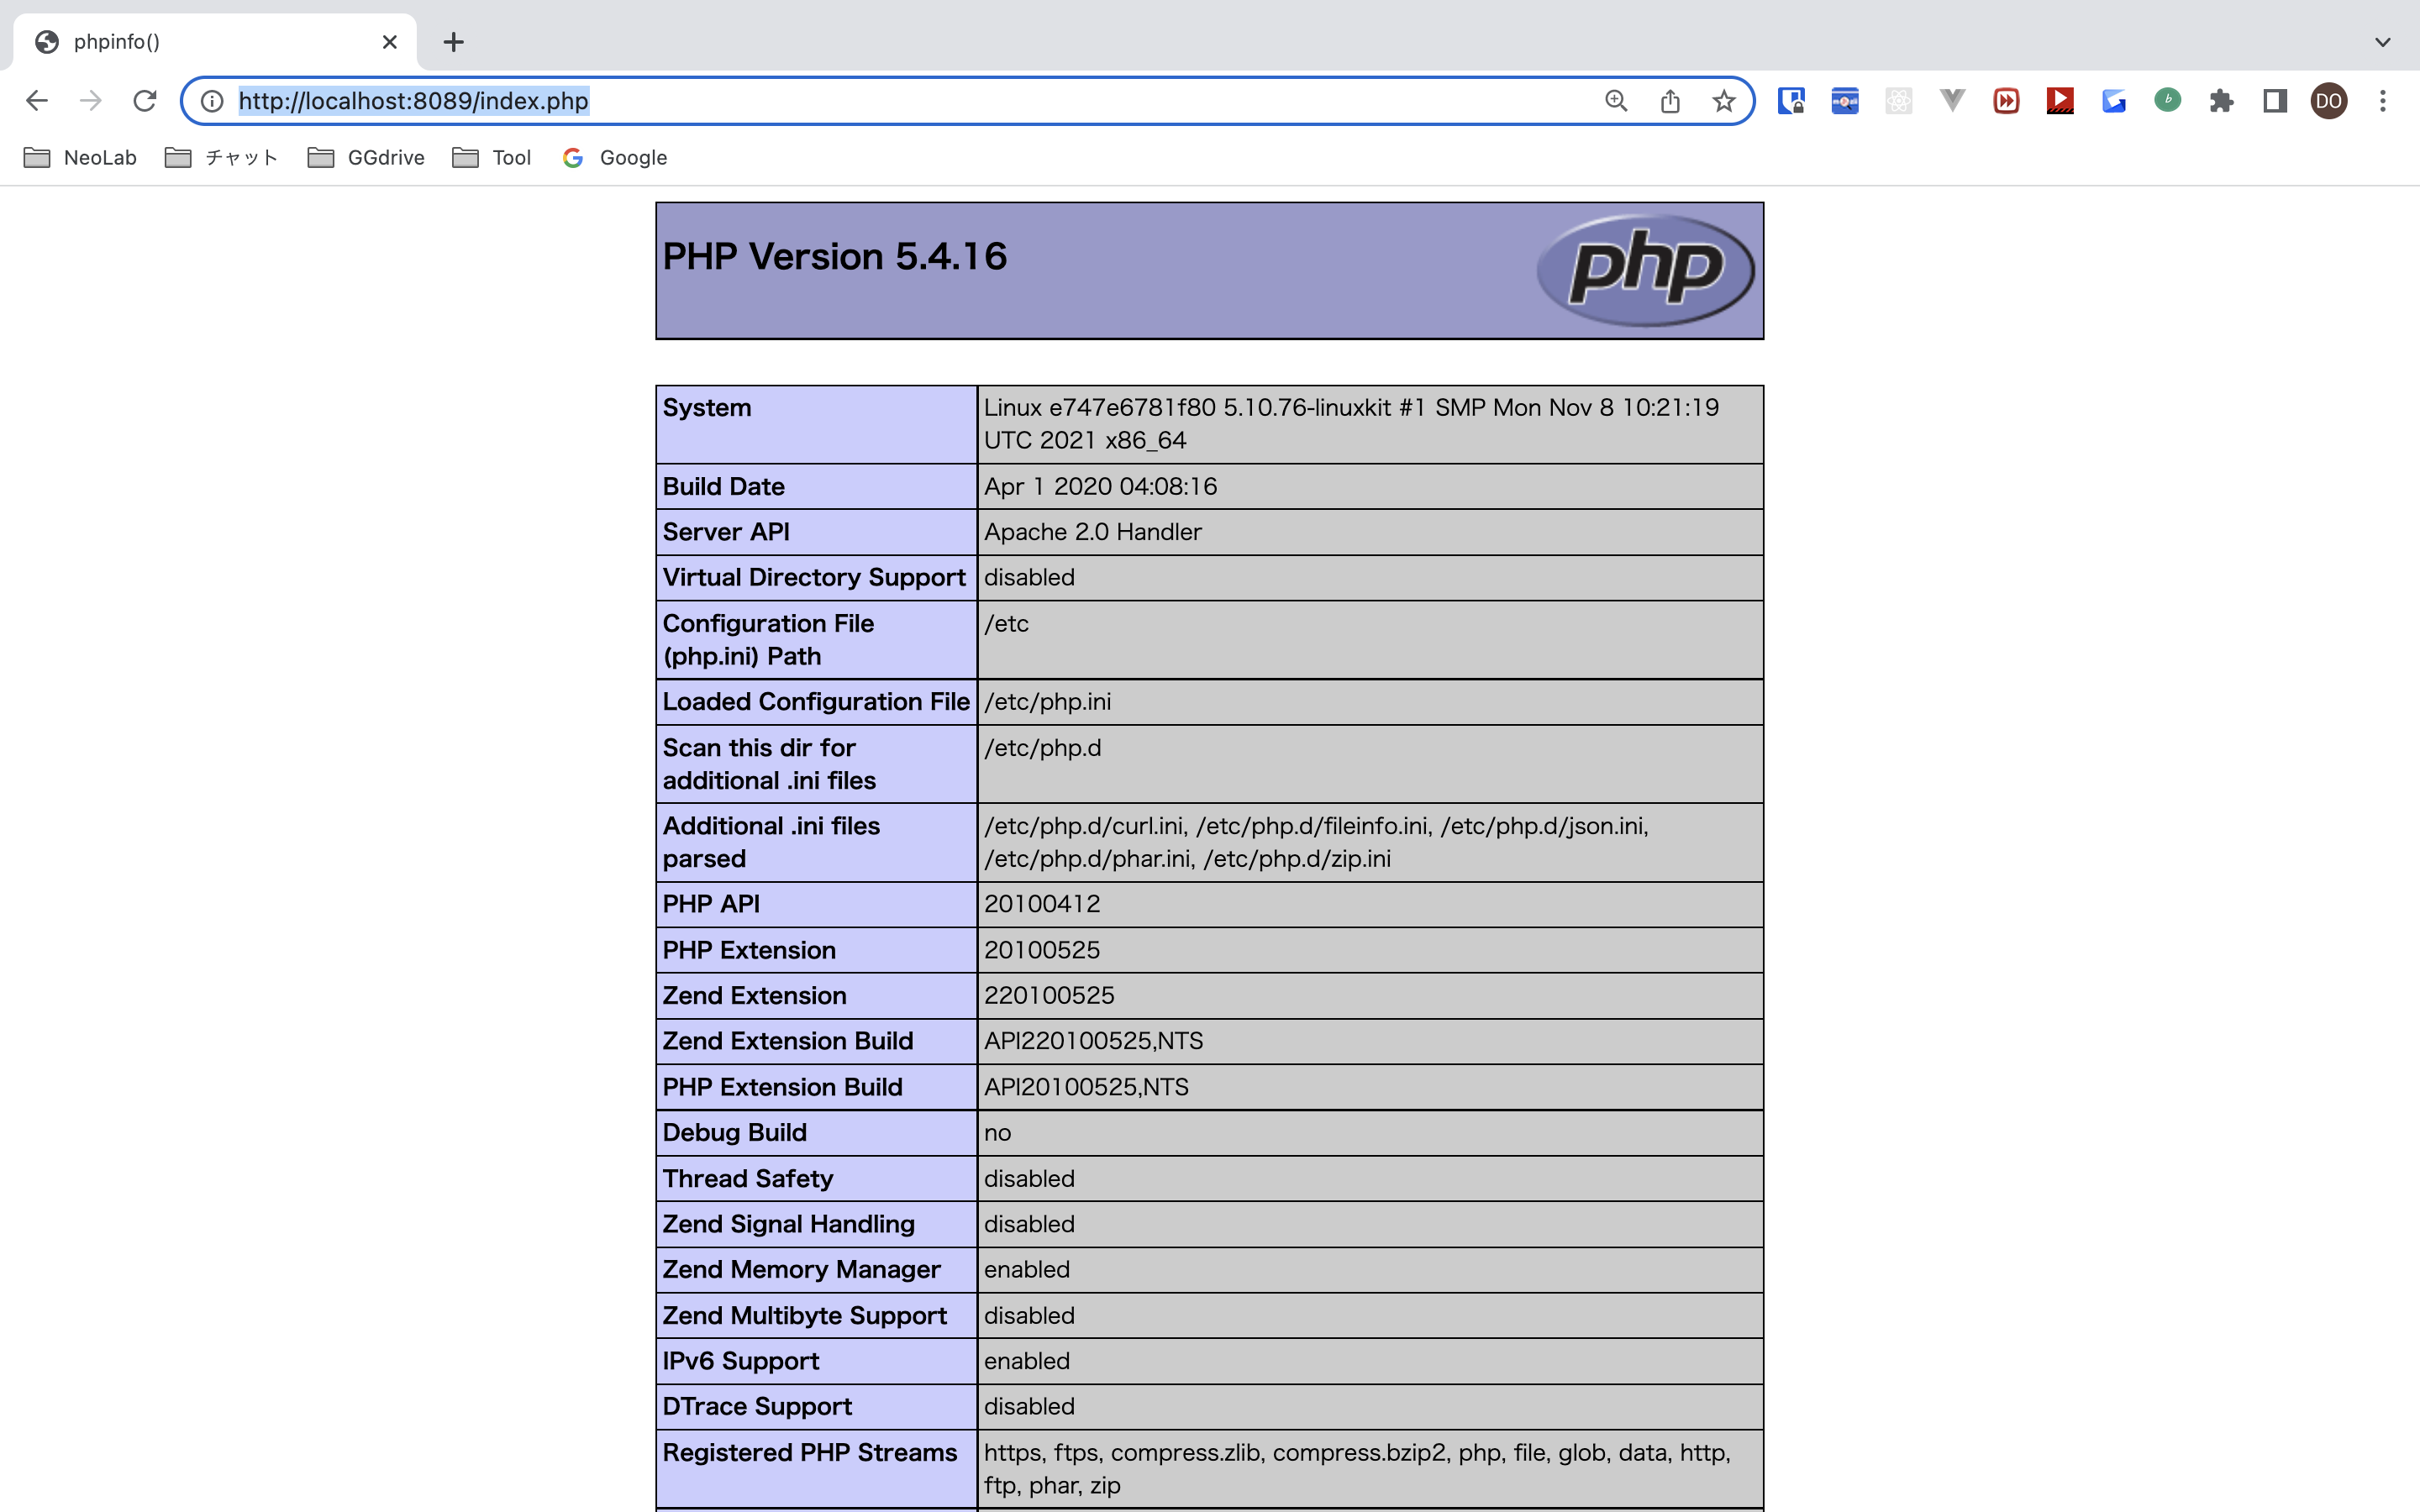 phpinfo()
http://localhost:8089/index.php
DO
NeoLab チャット GGdrive Tool Google
PHP Version 5.4.16
php
System Linux e747e6781f80 5.10.76-linuxkit #1 SMP Mon Nov 8 10:21:19
UTC 2021 x86_64
Build Date Apr 1 2020 04:08:16
Server API Apache 2.0 Handler
Virtual Directory Support disabled
Configuration File /etc
(php.ini) Path
Loaded Configuration File /etc/php.ini
Scan this dir for /etc/php.d
additional .ini files
Additional .ini files /etc/php.d/curl.ini, /etc/php.d/fileinfo.ini, /etc/php.d/json.ini,
parsed /etc/php.d/phar.ini, /etc/php.d/zip.ini
PHP API 20100412
PHP Extension 20100525
Zend Extension 220100525
Zend Extension Build API220100525,NTS
PHP Extension Build API20100525,NTS
Debug Build no
Thread Safety disabled
Zend Signal Handling disabled
Zend Memory Manager enabled
Zend Multibyte Support disabled
IPv6 Support enabled
DTrace Support disabled
Registered PHP Streams https, ftps, compress.zlib, compress.bzip2, php, file, glob, data, http,
ftp, phar, zip